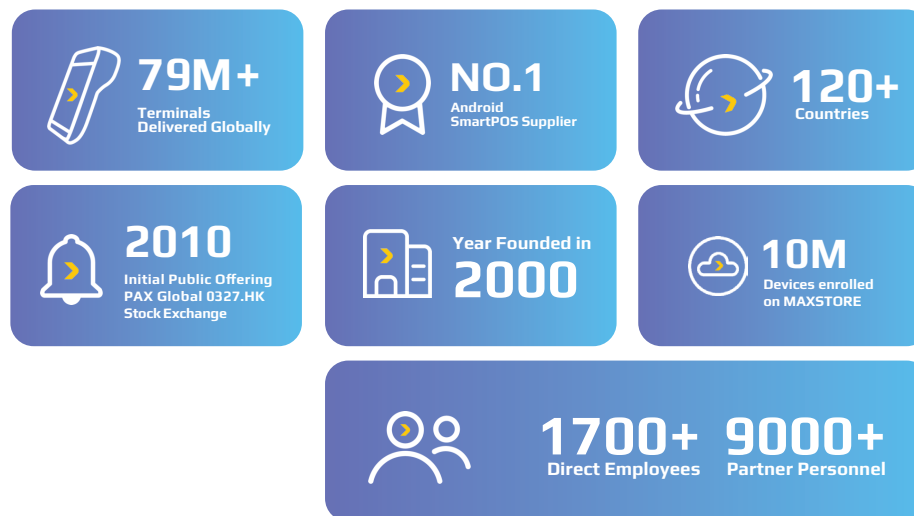 79M+
Terminals
Delivered Globally
NO.1
Android
SmartPOS Supplier
120+
Countries
2010
Initial Public Offering
PAX Global 0327.HK
Stock Exchange
Year Founded in
2000
10M
Devices enrolled
on MAXSTORE
1700+
Direct Employees
9000+
Partner Personnel